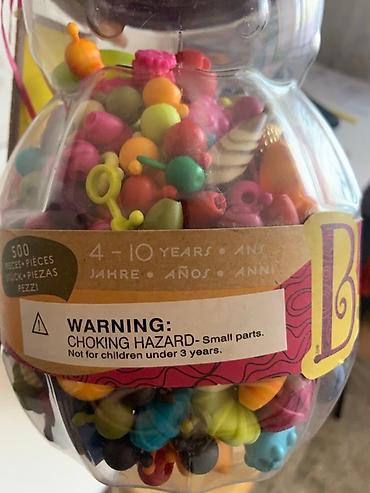 500
PIECES • PIÈCES
STÜCK • PIEZAS
PEZZI
4 - 10 YEARS • ANS
JAHRE • AÑOS • ANNI
B
WARNING:
CHOKING HAZARD- Small parts.
Not for children under 3 years.